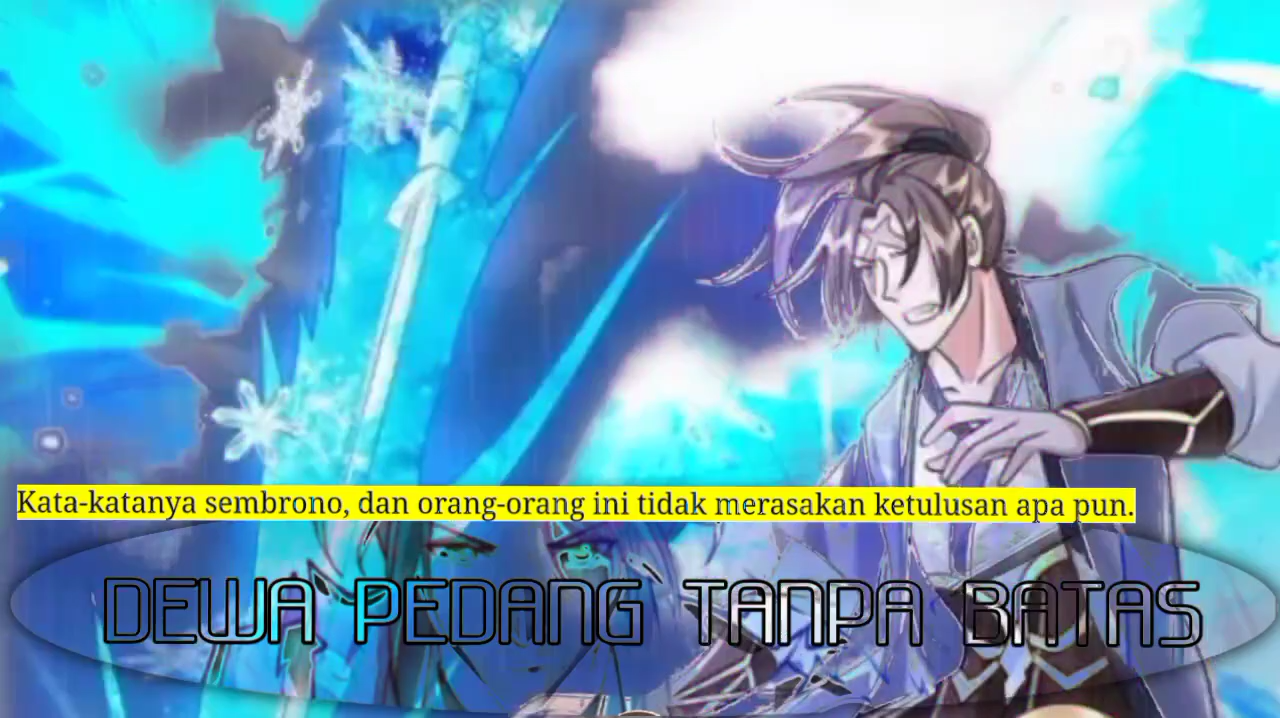 Kata-katanya sembrono, dan orang-orang ini tidak merasakan ketulusan apa pun.
DEWA PEDANG TANPA BATAS